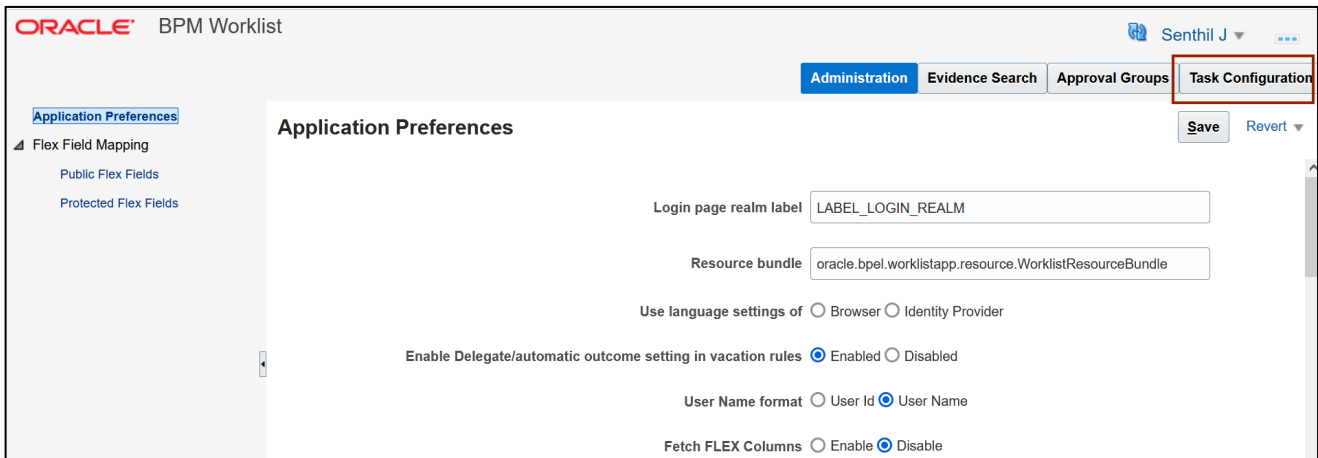 ORACLE BPM Worklist
Senthil J
Administration Evidence Search Approval Groups Task Configuration
Application Preferences
Flex Field Mapping
Public Flex Fields
Protected Flex Fields
Application Preferences
Save Revert
Login page realm label LABEL_LOGIN_REALM
Resource bundle oracle.bpel.worklistapp.resource.WorklistResourceBundle
Use language settings of Browser Identity Provider
Enable Delegate/automatic outcome setting in vacation rules Enabled Disabled
User Name format User Id User Name
Fetch FLEX Columns Enable Disable